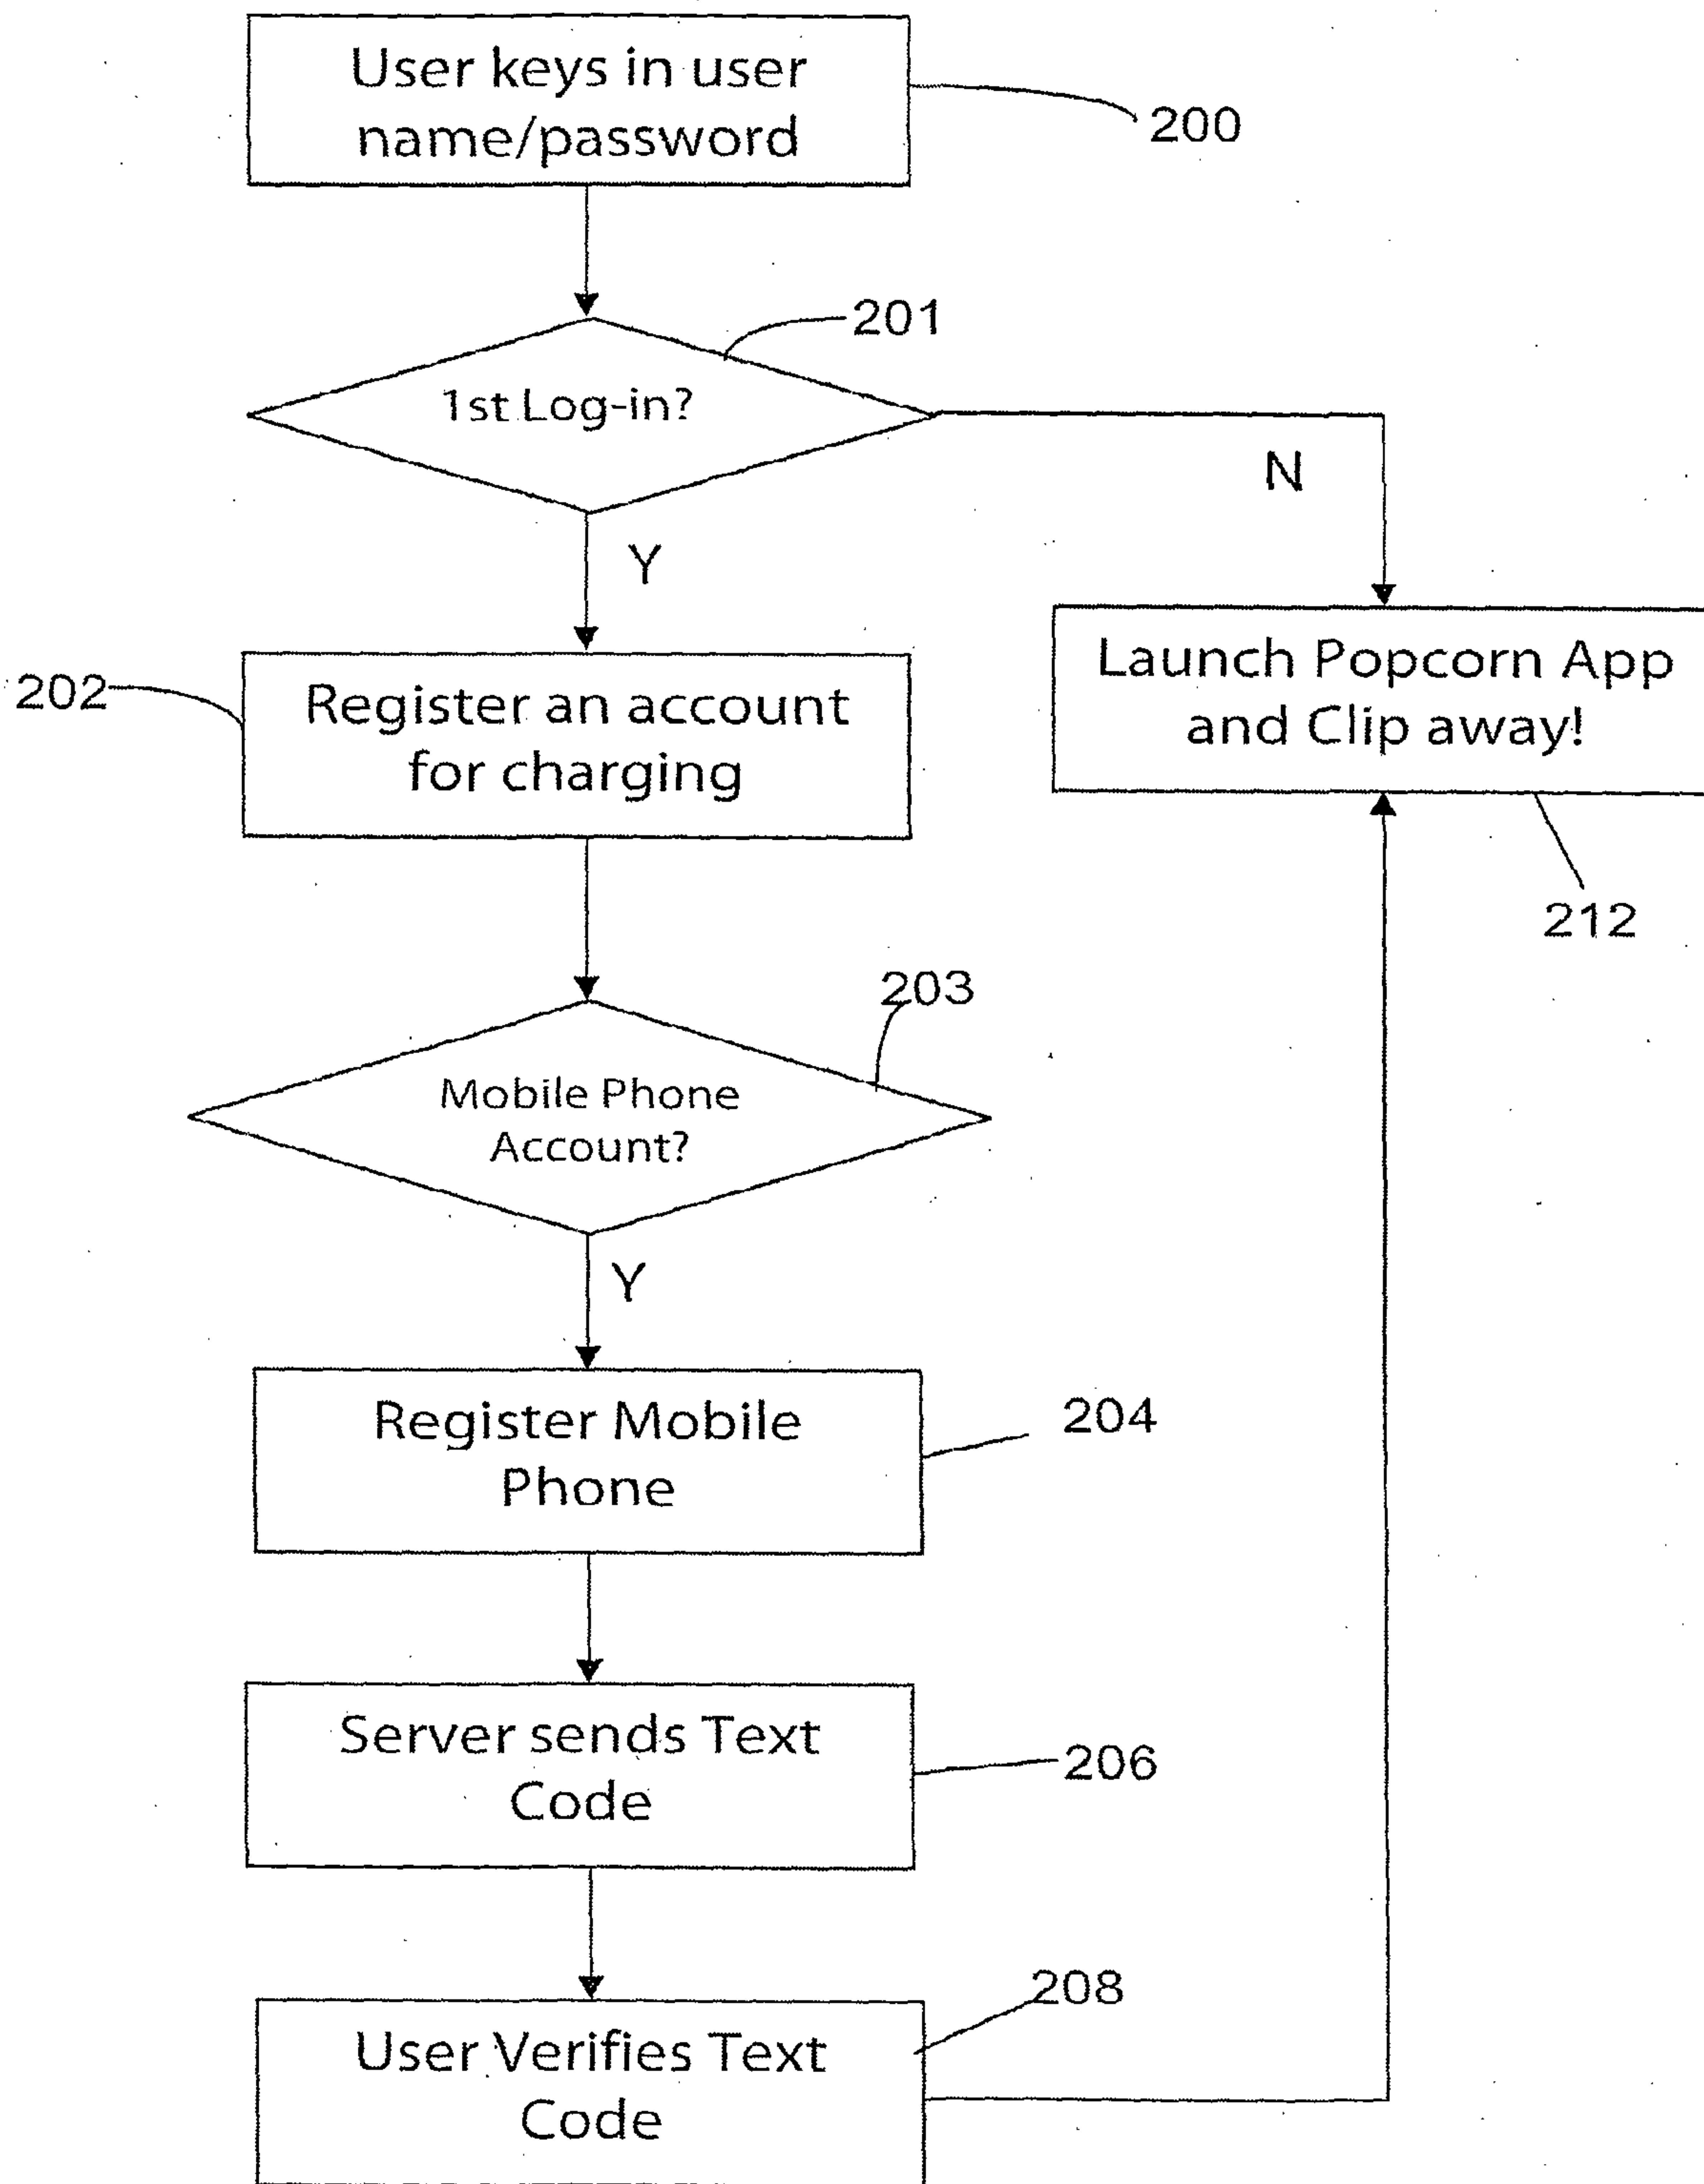 User keys in user
name/password
200
201
1st Log-in?
N
Y
202
Register an account
for charging
Launch Popcorn App
and Clip away!
212
203
Mobile Phone
Account?
Y
Register Mobile
Phone
204
Server sends Text
Code
206
208
User Verifies Text
Code